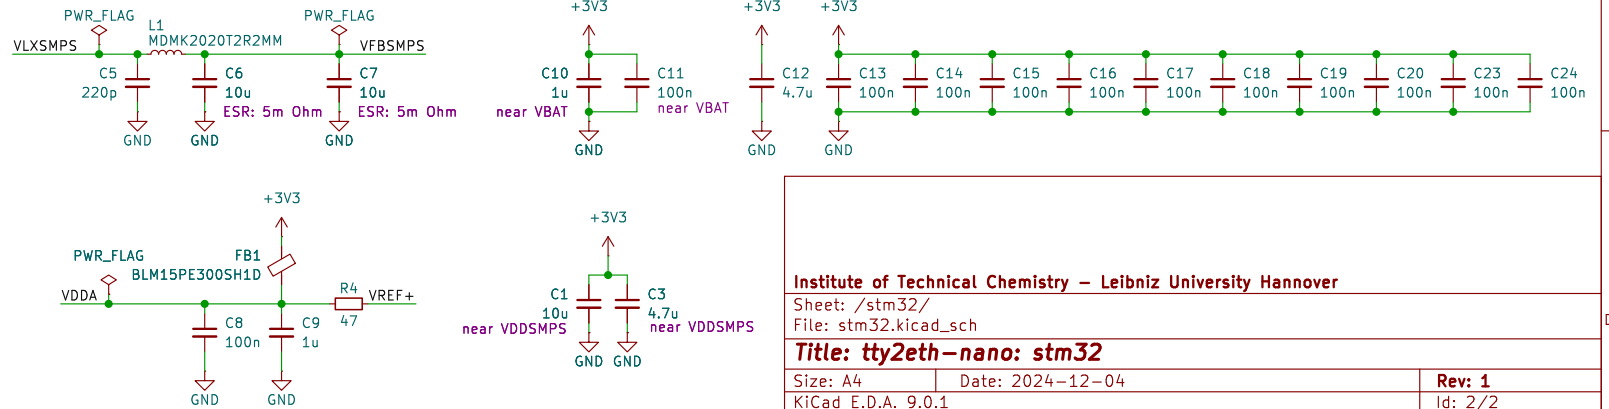 PWR_FLAG
L1
MDMK2020T2R2MM
PWR_FLAG
VLXSMPS
VFBSMPS
C5
220p
GND
C6
10u
ESR: 5m Ohm
GND
C7
10u
ESR: 5m Ohm
GND
+3V3
C10
1u
near VBAT
C11
100n
near VBAT
GND
+3V3
C12
4.7u
GND
+3V3
C13
100n
C14
100n
C15
100n
C16
100n
C17
100n
C18
100n
C19
100n
C20
100n
C23
100n
C24
100n
GND
+3V3
PWR_FLAG
FB1
BLM15PE300SH1D
VDDA
R4
47
VREF+
C8
100n
GND
C9
1u
GND
+3V3
C1
10u
near VDDSMPS
GND
C3
4.7u
near VDDSMPS
GND
Institute of Technical Chemistry – Leibniz University Hannover
Sheet: /stm32/
File: stm32.kicad_sch
Title: tty2eth-nano: stm32
Size: A4
Date: 2024-12-04
Rev: 1
KiCad E.D.A. 9.0.1
Id: 2/2